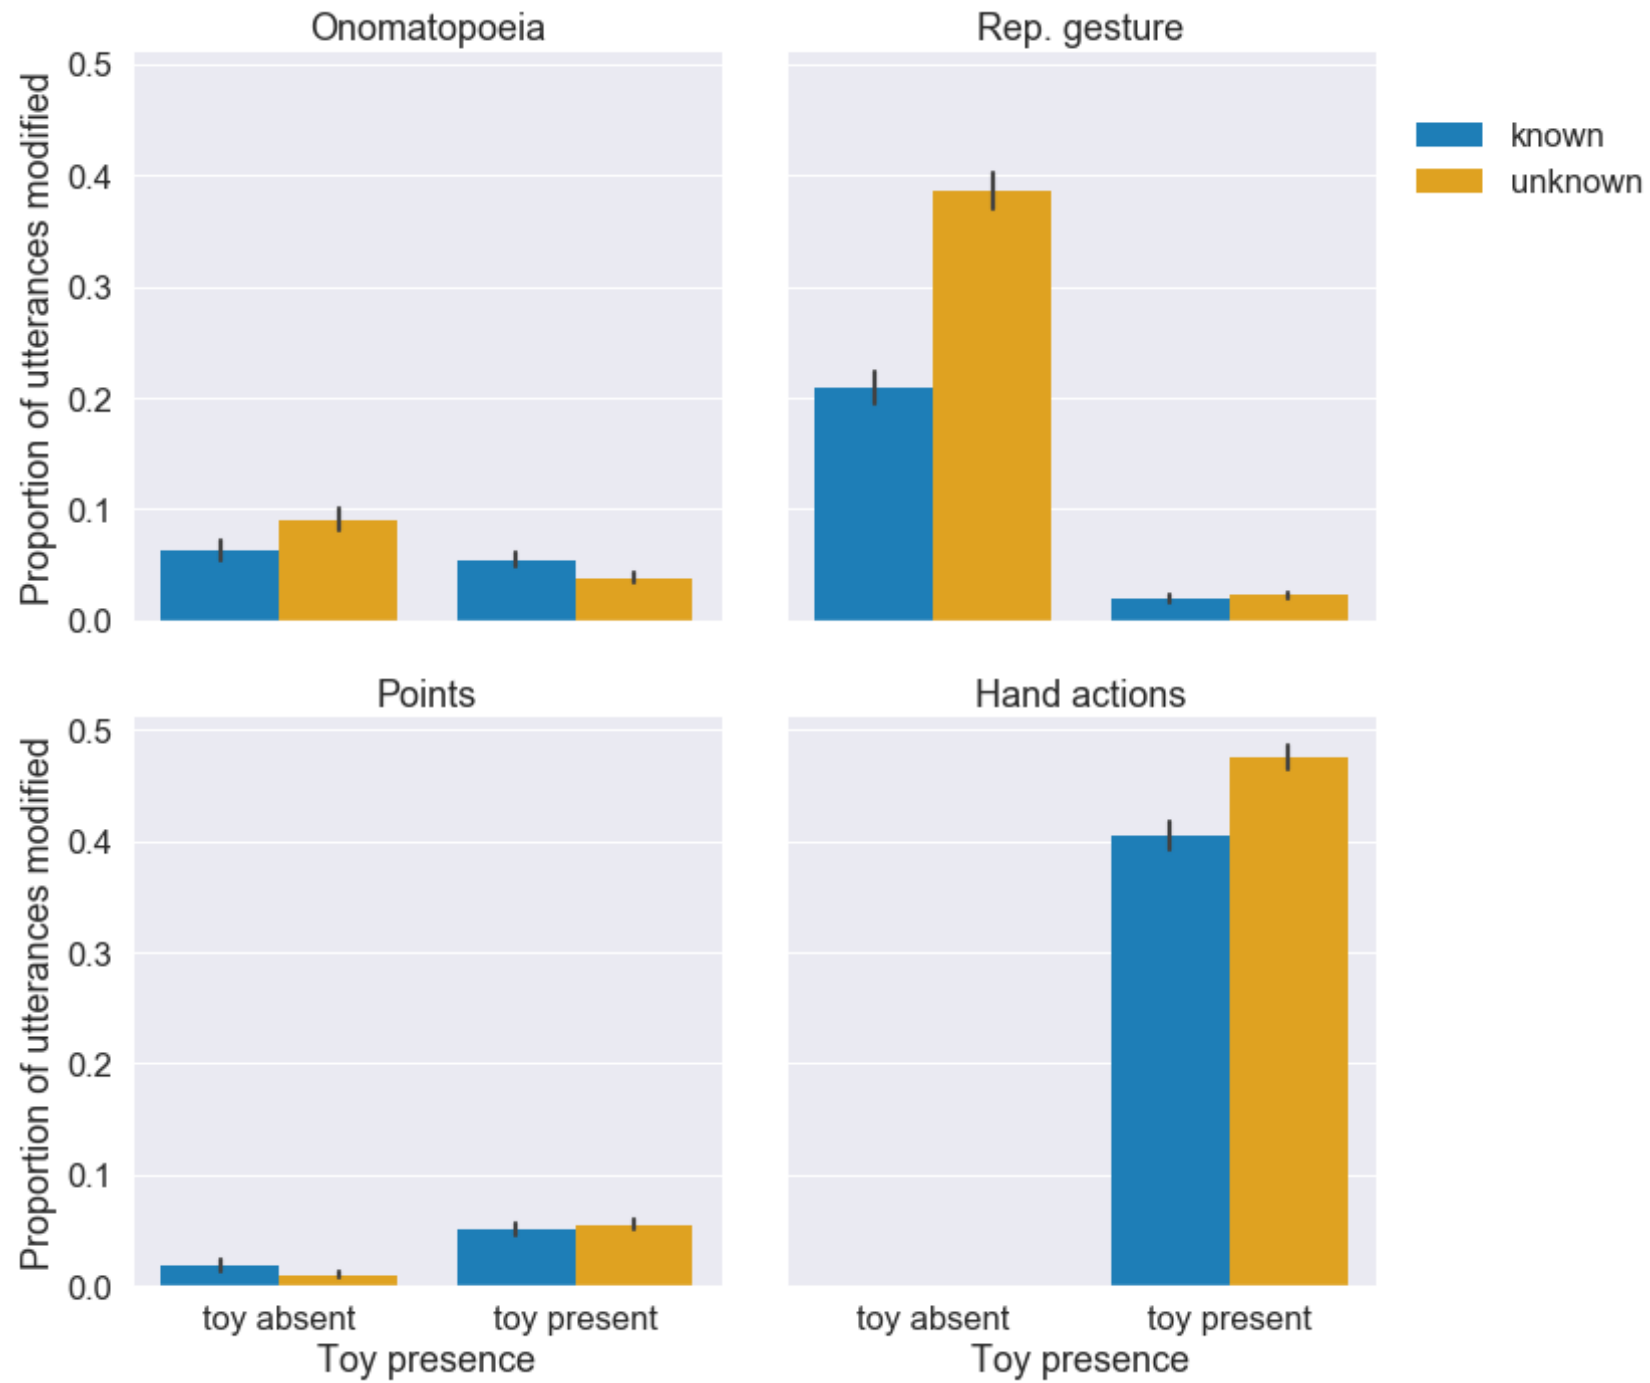 Onomatopoeia
Rep. gesture
Proportion of utterances modified
0.5
0.4
0.3
0.2
0.1
0.0
known
unknown
Points
Hand actions
Proportion of utterances modified
0.5
0.4
0.3
0.2
0.1
0.0
toy absent toy present
Toy presence
toy absent toy present
Toy presence